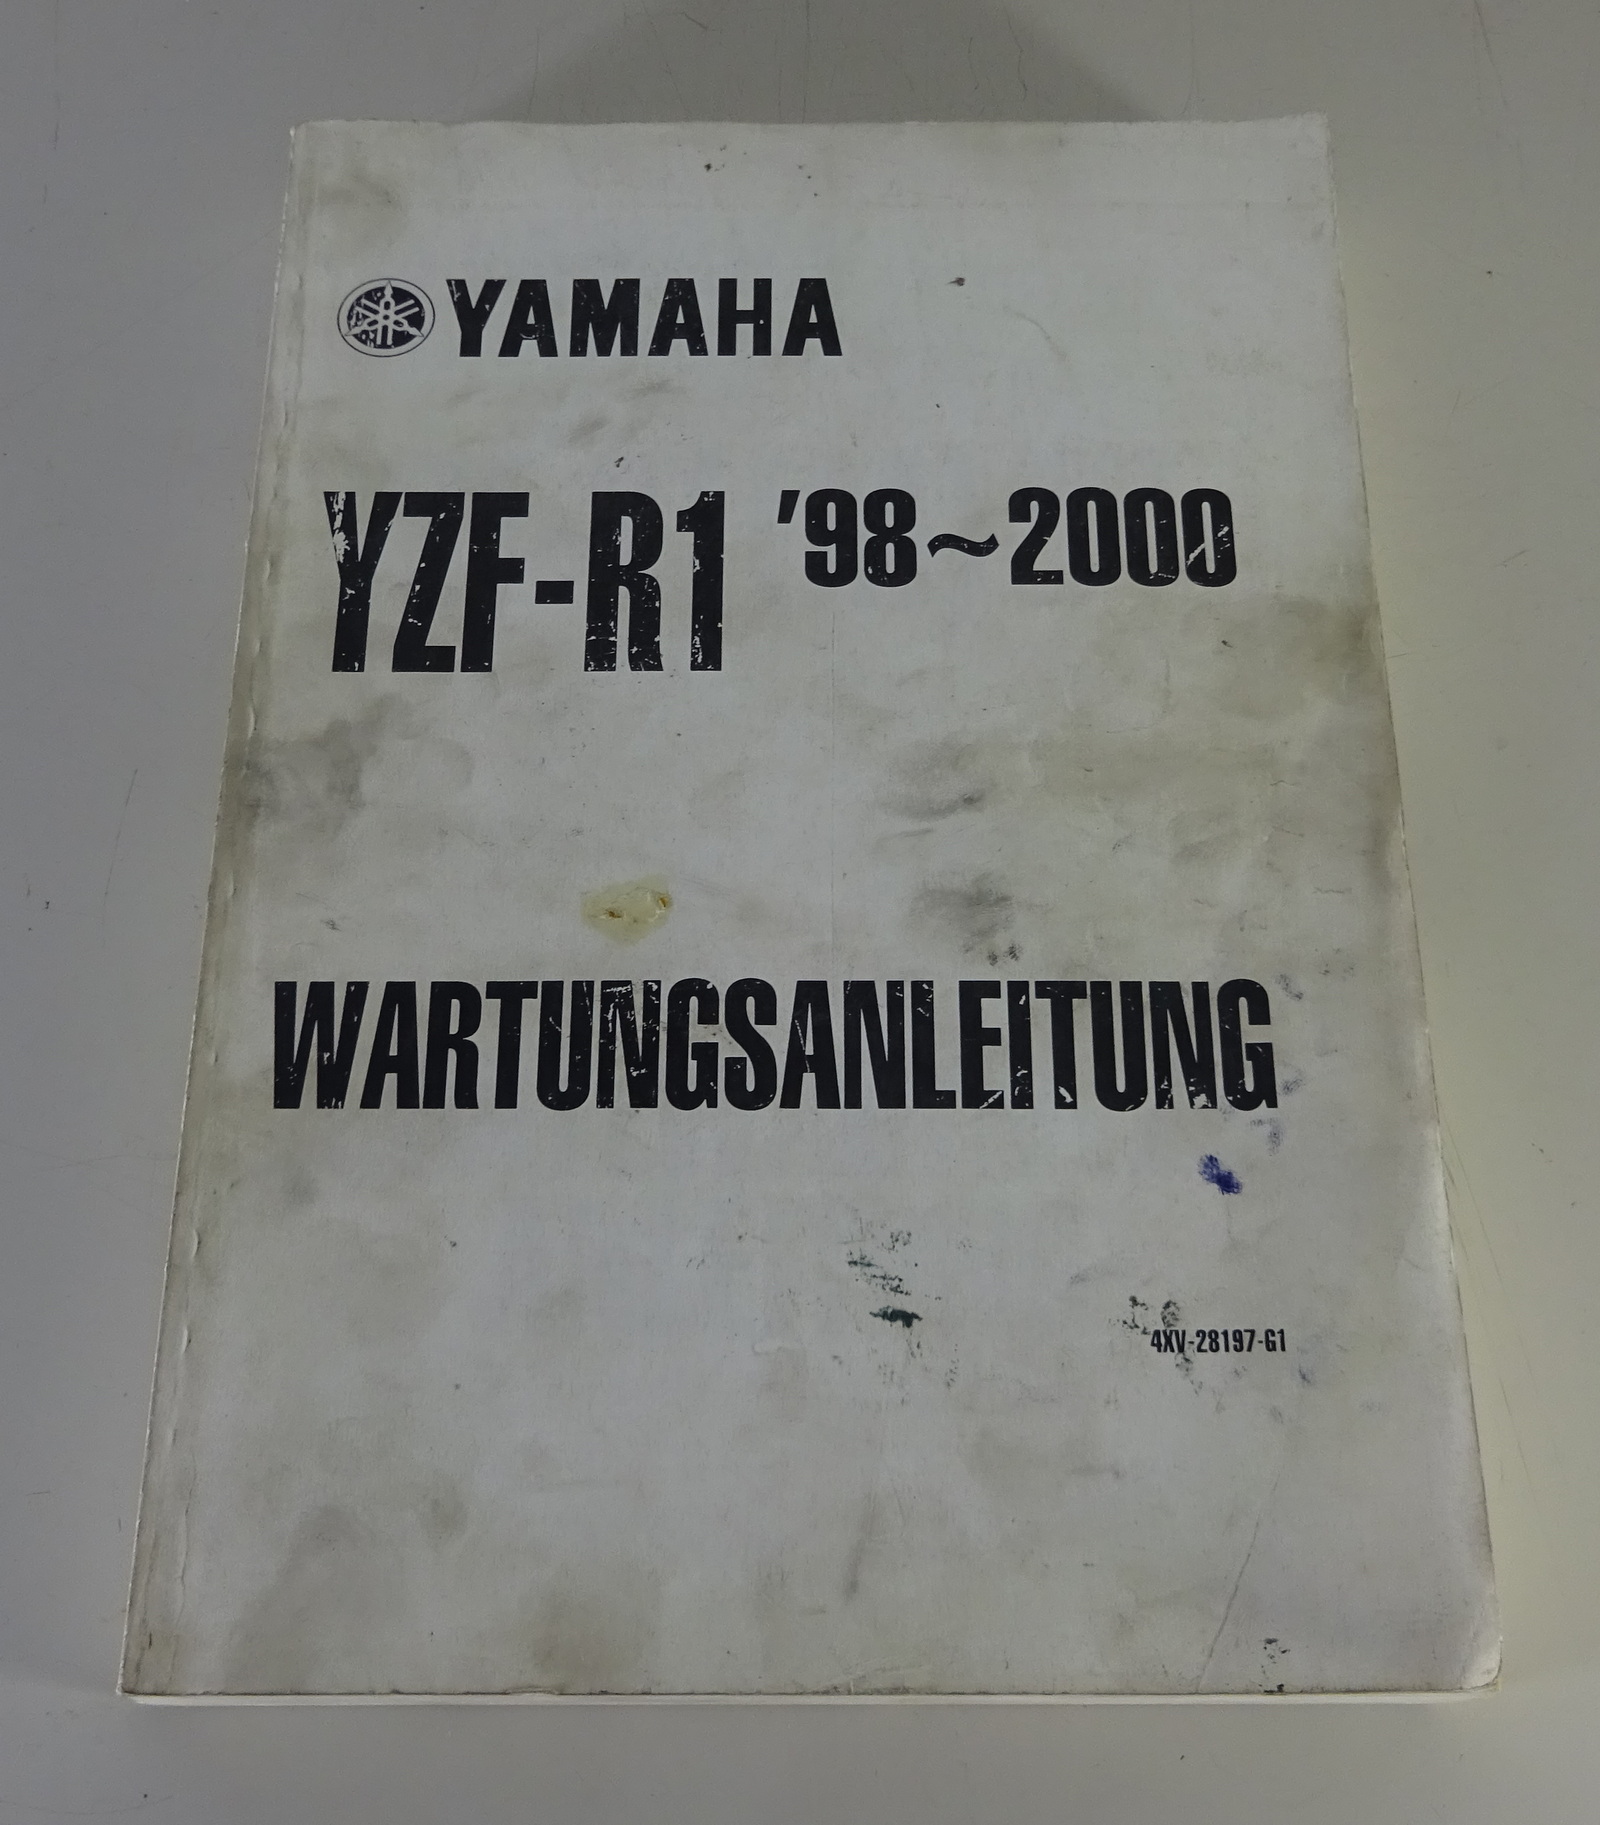 YAMAHA
YZF-R1 '98~2000
WARTUNGSANLEITUNG
4XV-28197-G1